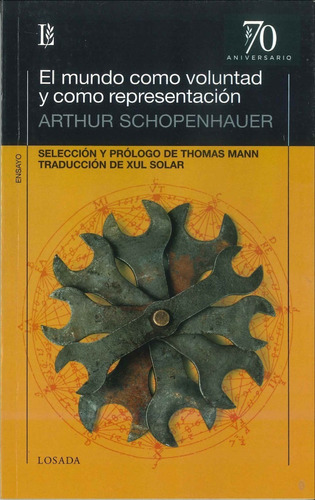 70
ANIVERSARIO
El mundo como voluntad
y como representación
ARTHUR SCHOPENHAUER
SELECCIÓN Y PRÓLOGO DE THOMAS MANN
TRADUCCIÓN DE XUL SOLAR
ENSAYO
LOSADA